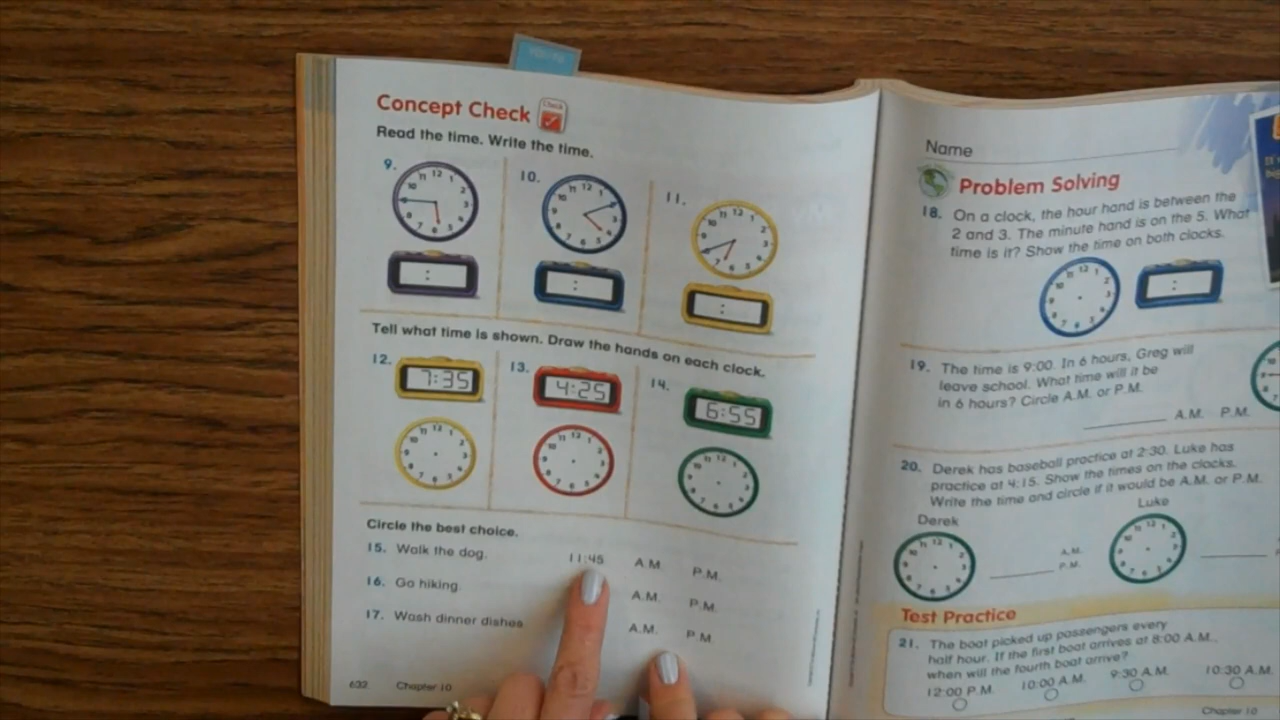 Concept Check
Check
Read the time. Write the time.
9.
10.
11.
Tell what time is shown. Draw the hands on each clock.
12.
7:35
13.
4:25
14.
6:55
Circle the best choice.
15. Walk the dog. 11:45 A.M. P.M.
16. Go hiking. A.M. P.M.
17. Wash dinner dishes A.M. P.M.
632 Chapter 10
Name
Problem Solving
18. On a clock, the hour hand is between the
2 and 3. The minute hand is on the 5. What
time is it? Show the time on both clocks.
19. The time is 9:00. In 6 hours, Greg will
leave school. What time will it be
in 6 hours? Circle A.M. or P.M.
A.M. P.M.
20. Derek has baseball practice at 2:30. Luke has
practice at 4:15. Show the times on the clocks.
Write the time and circle if it would be A.M. or P.M.
Derek
A.M.
P.M.
Luke
Test Practice
21. The boat picked up passengers every
half hour. If the first boat arrives at 8:00 A.M.,
when will the fourth boat arrive?
12:00 P.M. 10:00 A.M. 9:30 A.M. 10:30 A.M.
Chapter 10